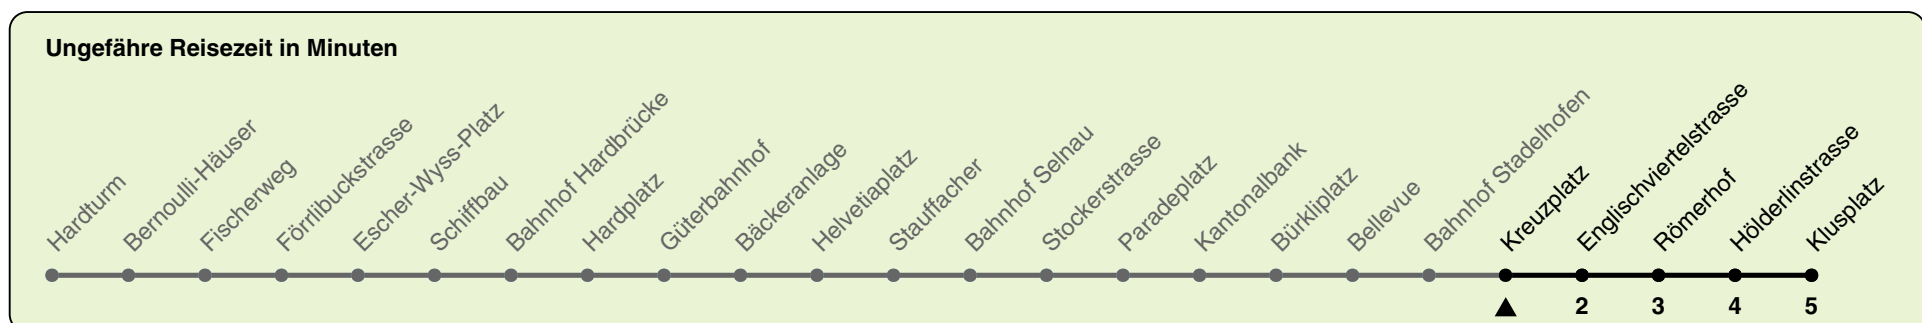 Ungefähre Reisezeit in Minuten
Hardturm
Bernoulli-Häuser
Fischerweg
Förrlibuckstrasse
Escher-Wyss-Platz
Schiffbau
Bahnhof Hardbrücke
Hardplatz
Güterbahnhof
Bäckeranlage
Helvetiaplatz
Stauffacher
Bahnhof Selnau
Stockerstrasse
Paradeplatz
Kantonalbank
Bürkliplatz
Bellevue
Bahnhof Stadelhofen
Kreuzplatz
Englischviertelstrasse
Römerhof
Hölderlinstrasse
Klusplatz
2 3 4 5